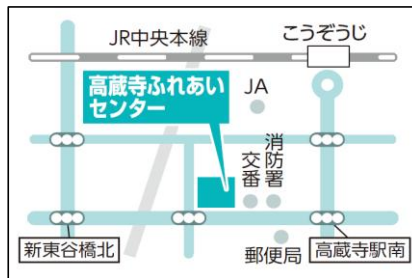 JR中央本線
こうぞうじ
高蔵寺ふれあい
センター
JA
消防署
交番
新東谷橋北
郵便局
高蔵寺駅南